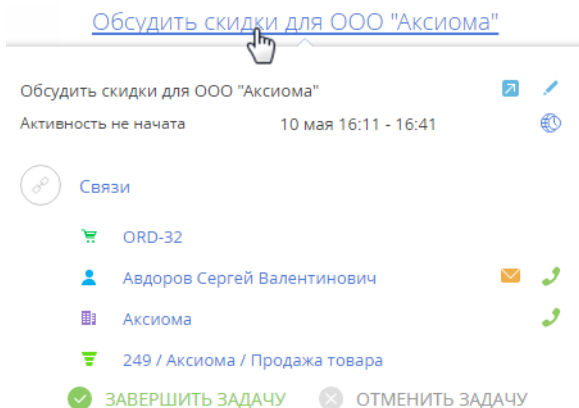 Обсудить скидки для ООО "Аксиома"
Обсудить скидки для ООО "Аксиома"
Активность не начата 10 мая 16:11 - 16:41
Связи
ORD-32
Авдоров Сергей Валентинович
Аксиома
249 / Аксиома / Продажа товара
ЗАВЕРШИТЬ ЗАДАЧУ ОТМЕНИТЬ ЗАДАЧУ